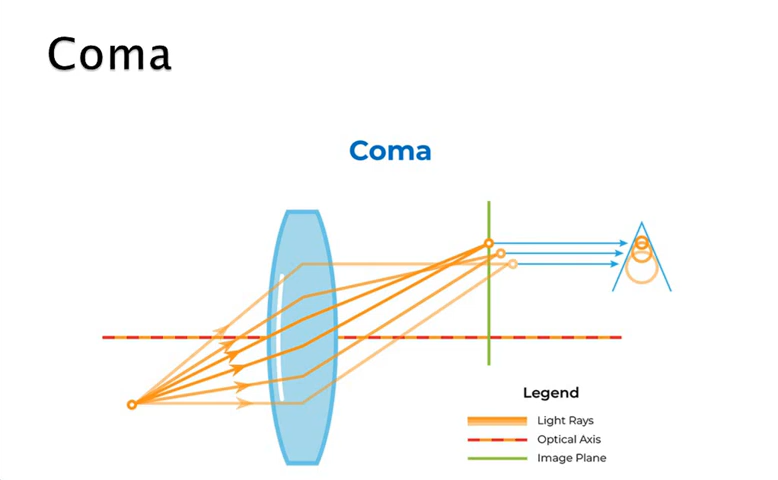 Coma
Coma
Legend
Light Rays
Optical Axis
Image Plane